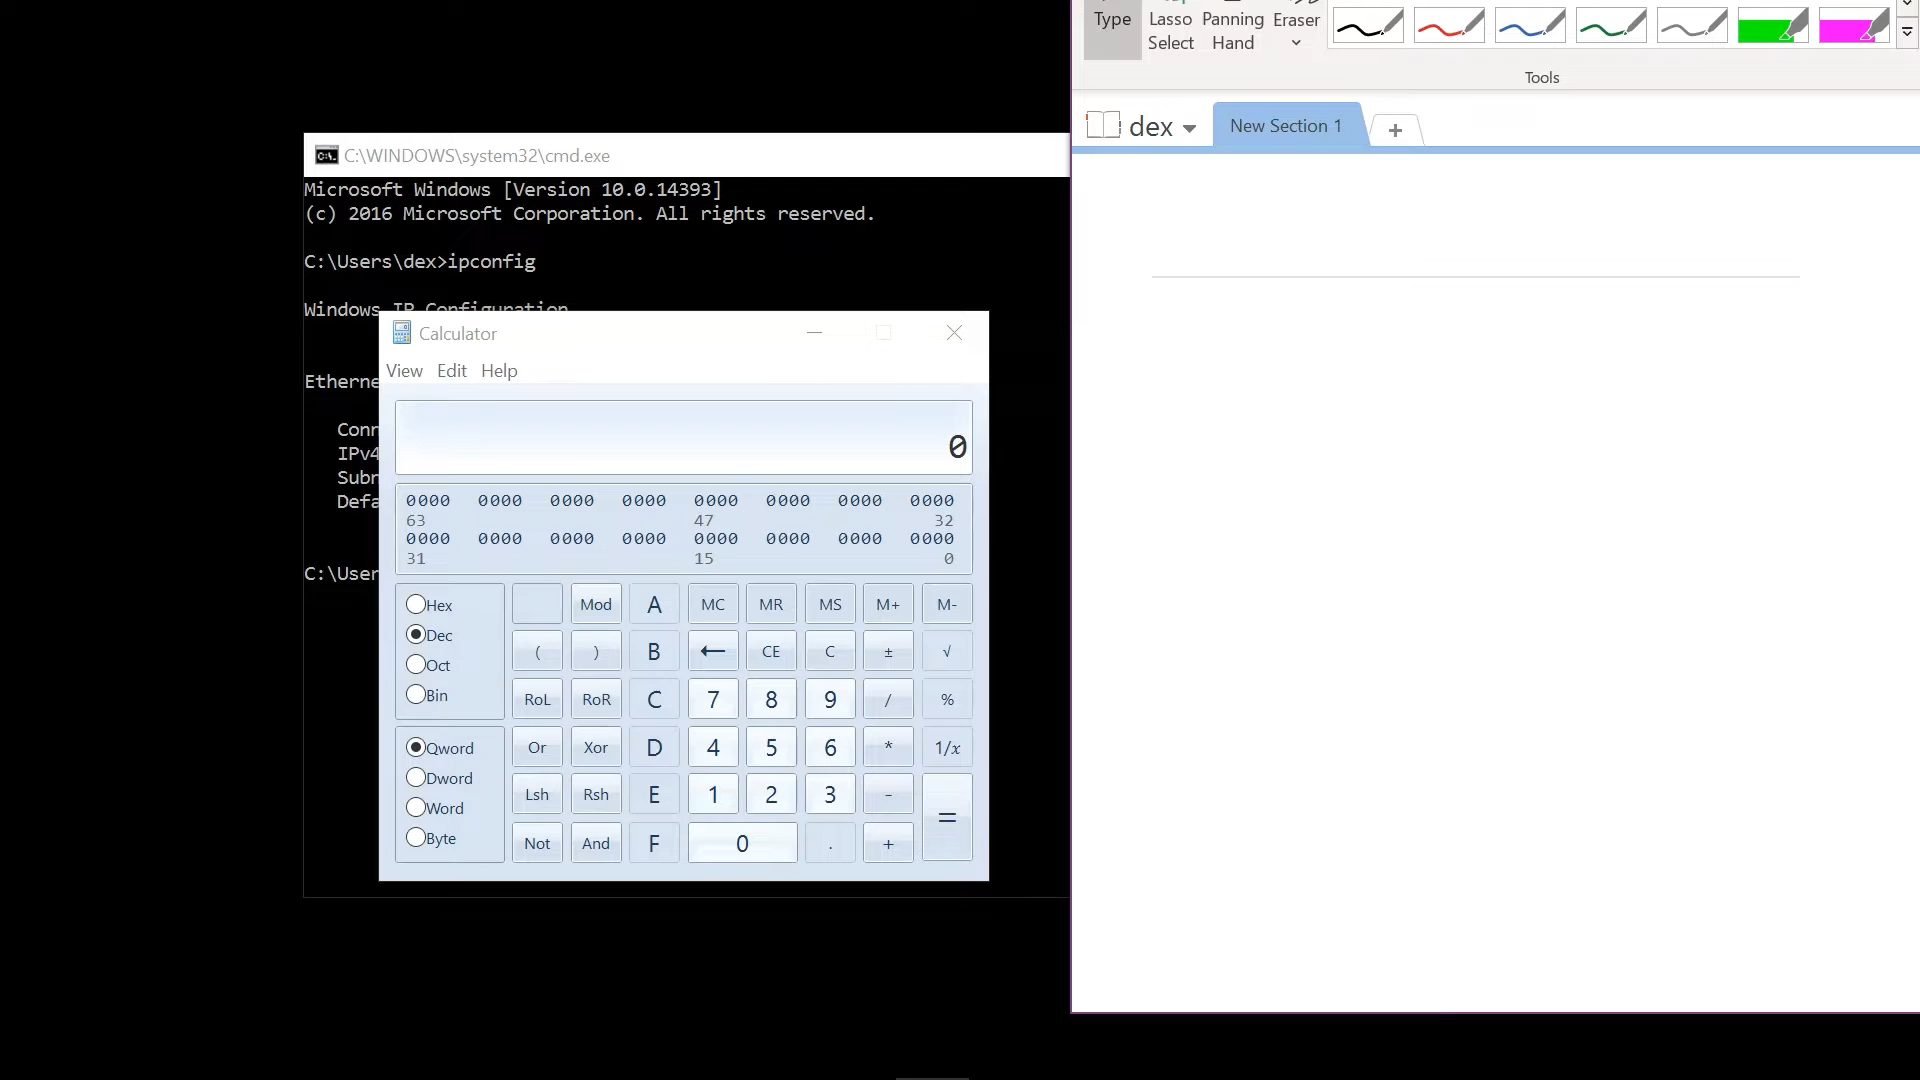 C:\WINDOWS\system32\cmd.exe
Microsoft Windows [Version 10.0.14393]
(c) 2016 Microsoft Corporation. All rights reserved.
C:\Users\dex>ipconfig
Windows IP Configuration
Etherne
Conn
IPv4
Subn
Defa
C:\User
Calculator
View Edit Help
0
0000 0000 0000 0000 0000 0000 0000 0000
63 47 32
0000 0000 0000 0000 0000 0000 0000 0000
31 15 0
Hex
Dec
Oct
Bin
Qword
Dword
Word
Byte
Mod A MC MR MS M+ M-
( ) B ← CE C ± √
RoL RoR C 7 8 9 / %
Or Xor D 4 5 6 * 1/x
Lsh Rsh E 1 2 3 - =
Not And F 0 . +
Type
Lasso Select
Panning Hand
Eraser
Tools
dex
New Section 1
+